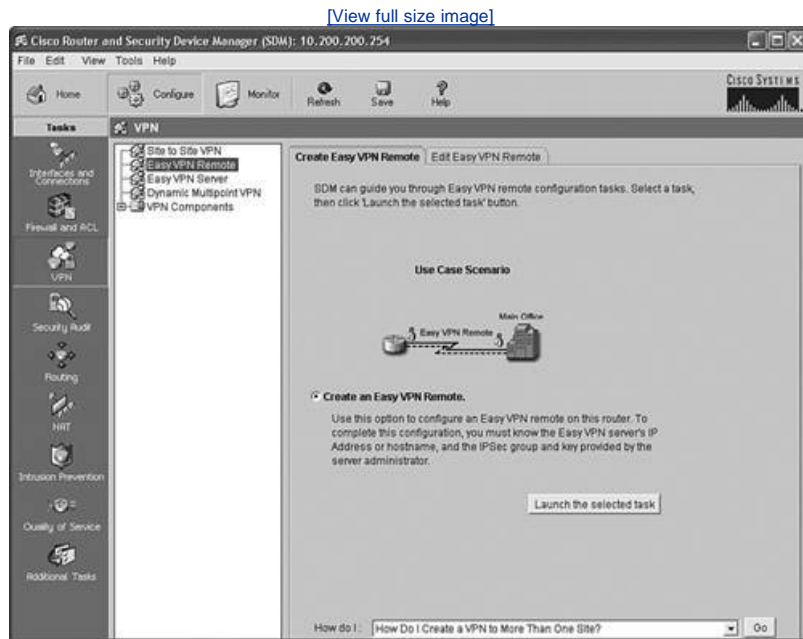 [View full size image]
Cisco Router and Security Device Manager (SDM): 10.200.200.254
File Edit View Tools Help
Home
Configure
Monitor
Refresh
Save
Help
CISCO SYSTEMS
Tasks
VPN
Interfaces and Connections
Firewall and ACL
VPN
Security Audit
Routing
NAT
Intrusion Prevention
Quality of Service
Additional Tasks
Site to Site VPN
Easy VPN Remote
Easy VPN Server
Dynamic Multipoint VPN
VPN Components
Create Easy VPN Remote
Edit Easy VPN Remote
SDM can guide you through Easy VPN remote configuration tasks. Select a task,
then click 'Launch the selected task' button.
Use Case Scenario
Main Office
Easy VPN Remote
Create an Easy VPN Remote.
Use this option to configure an Easy VPN remote on this router. To
complete this configuration, you must know the Easy VPN server's IP
Address or hostname, and the IPSec group and key provided by the
server administrator.
Launch the selected task
How do I: How Do I Create a VPN to More Than One Site?
Go